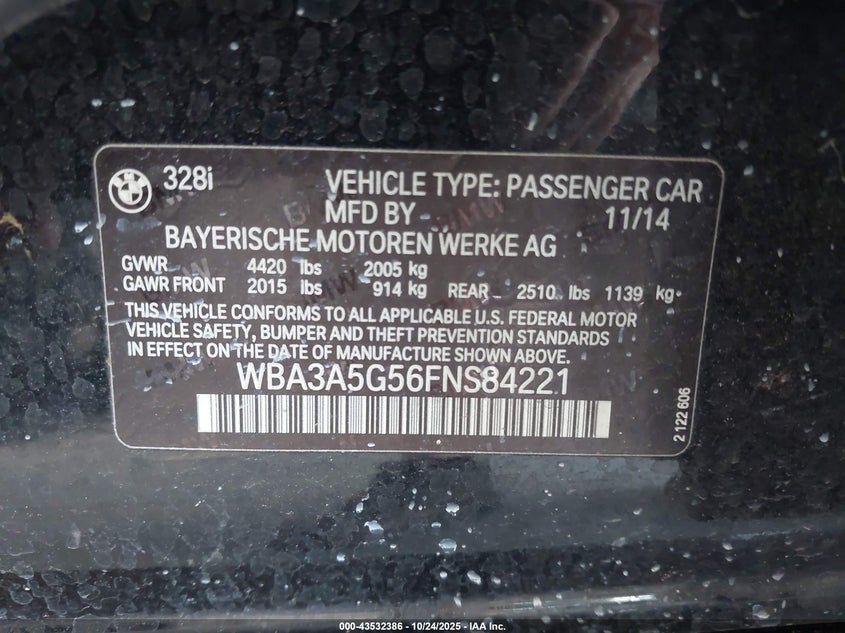 328i VEHICLE TYPE: PASSENGER CAR
MFD BY 11/14
BAYERISCHE MOTOREN WERKE AG
GVWR 4420 lbs 2005 kg
GAWR FRONT 2015 lbs 914 kg REAR 2510 lbs 1139 kg
THIS VEHICLE CONFORMS TO ALL APPLICABLE U.S. FEDERAL MOTOR
VEHICLE SAFETY, BUMPER AND THEFT PREVENTION STANDARDS
IN EFFECT ON THE DATE OF MANUFACTURE SHOWN ABOVE.
WBA3A5G56FNS84221
2 122 606
000-43532386 - 10/24/2025 - IAA Inc.